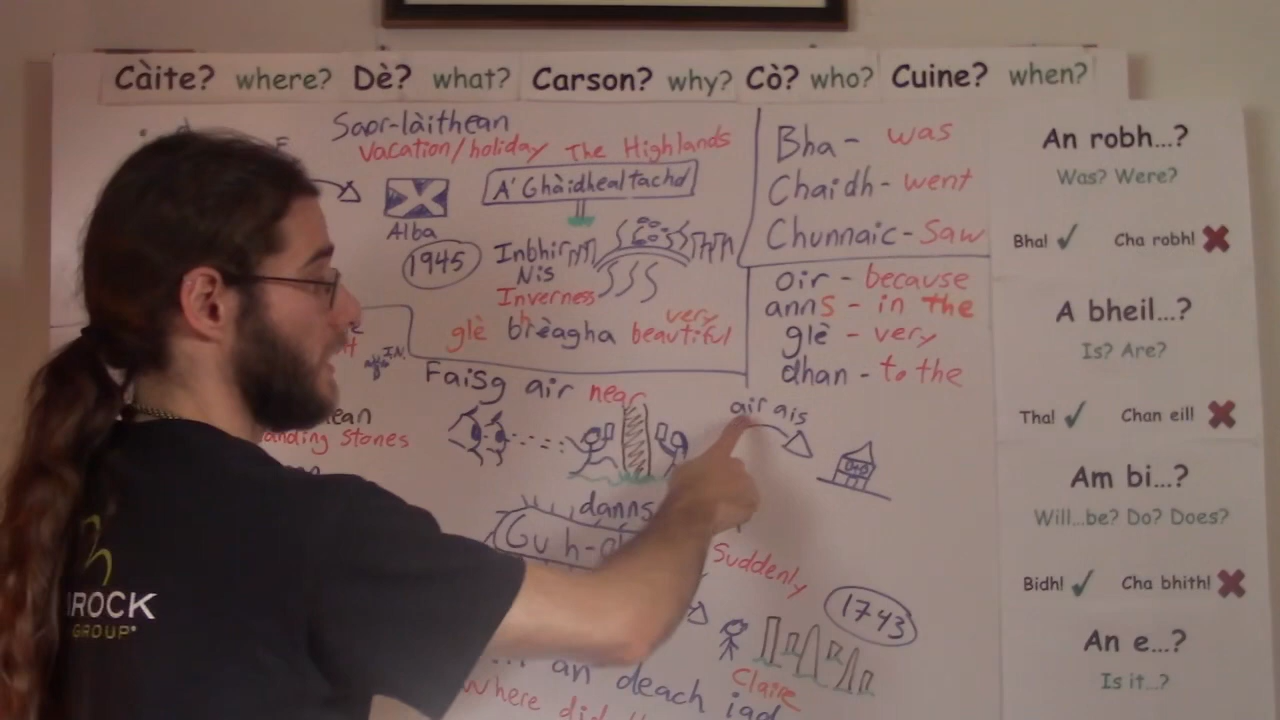 Càite? where? Dè? what? Carson? why? Cò? who? Cuine? when?
Saor-làithean
Vacation/holiday The Highlands
A' Ghàidhealtachd
Alba
1945
Inbhir
Nis
Inverness
very
glè bhrèagha beautiful
Bha - was
Chaidh - went
Chunnaic - Saw
oir - because
anns - in the
glè - very
dhan - to the
Faisg air near
air ais
standing stones
danns
Gu h-
Suddenly
1743
Claire
... an deach iad
where did
An robh...?
Was? Were?
Bha! ✓ Cha robh! ✗
A bheil...?
Is? Are?
Tha! ✓ Chan eil! ✗
Am bi...?
Will...be? Do? Does?
Bidh! ✓ Cha bhith! ✗
An e...?
Is it...?
ROCK
GROUP